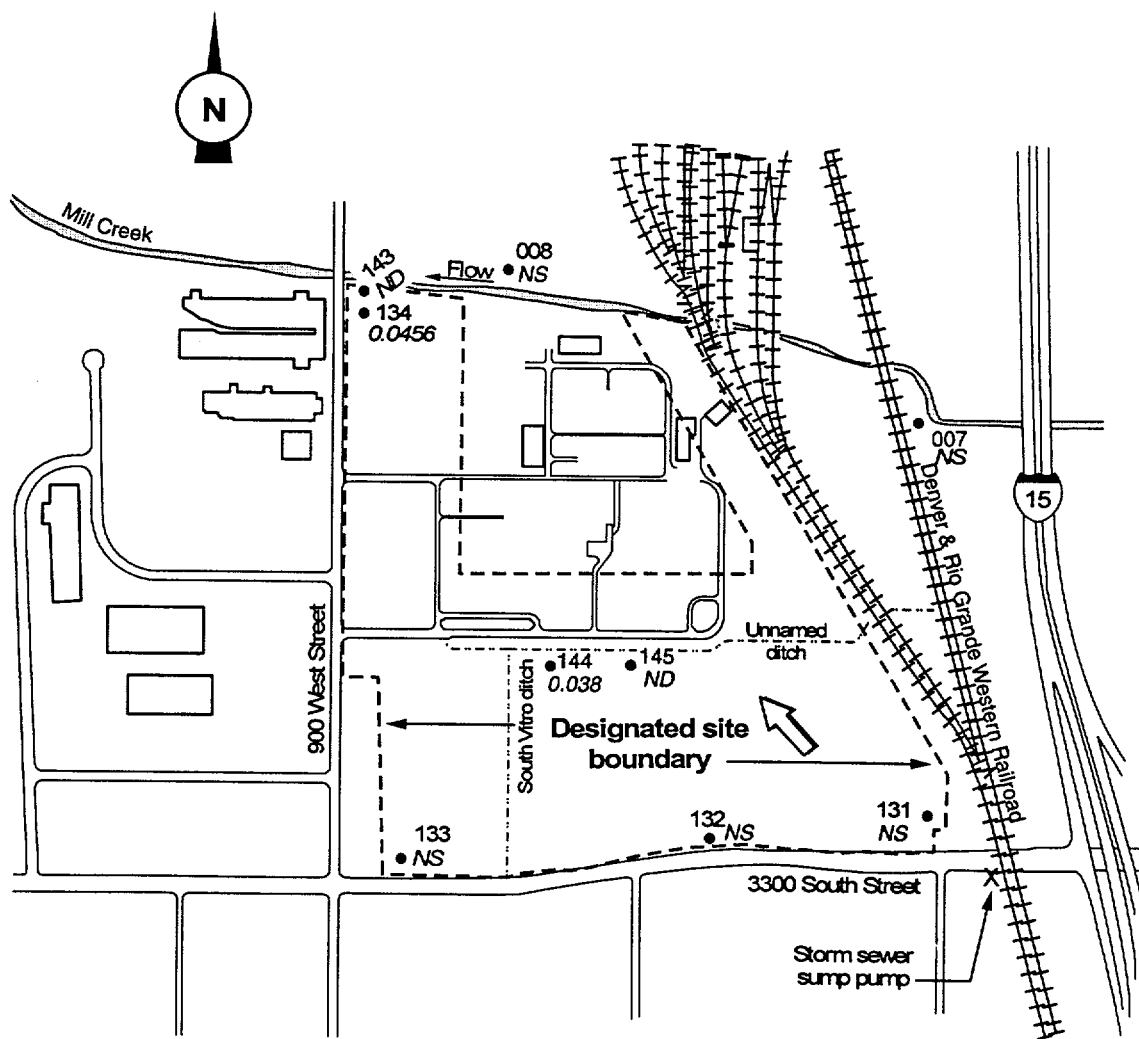 N
Mill Creek
143
ND
134
0.0456
Flow
008
NS
007
NS
15
Denver & Rio Grande Western Railroad
900 West Street
Unnamed
ditch
144
0.038
145
ND
South Vitro ditch
Designated site
boundary
133
NS
132
NS
131
NS
3300 South Street
X
Storm sewer
sump pump